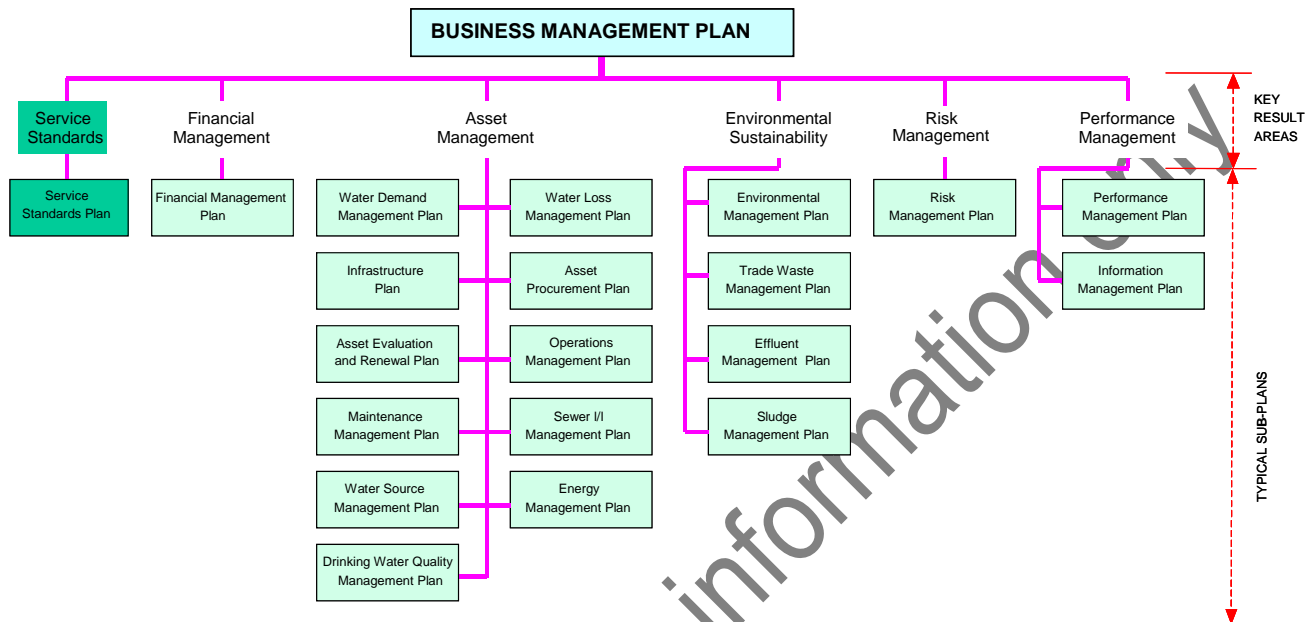 BUSINESS MANAGEMENT PLAN
Service
Standards
Financial
Management
Asset
Management
Environmental
Sustainability
Risk
Management
Performance
Management
KEY
RESULT
AREAS
Service
Standards Plan
Financial Management
Plan
Water Demand
Management Plan
Water Loss
Management Plan
Infrastructure
Plan
Asset
Procurement Plan
Asset Evaluation
and Renewal Plan
Operations
Management Plan
Maintenance
Management Plan
Sewer I/I
Management Plan
Water Source
Management Plan
Energy
Management Plan
Drinking Water Quality
Management Plan
Environmental
Management Plan
Trade Waste
Management Plan
Effluent
Management Plan
Sludge
Management Plan
Risk
Management Plan
Performance
Management Plan
Information
Management Plan
TYPICAL SUB-PLANS
information only